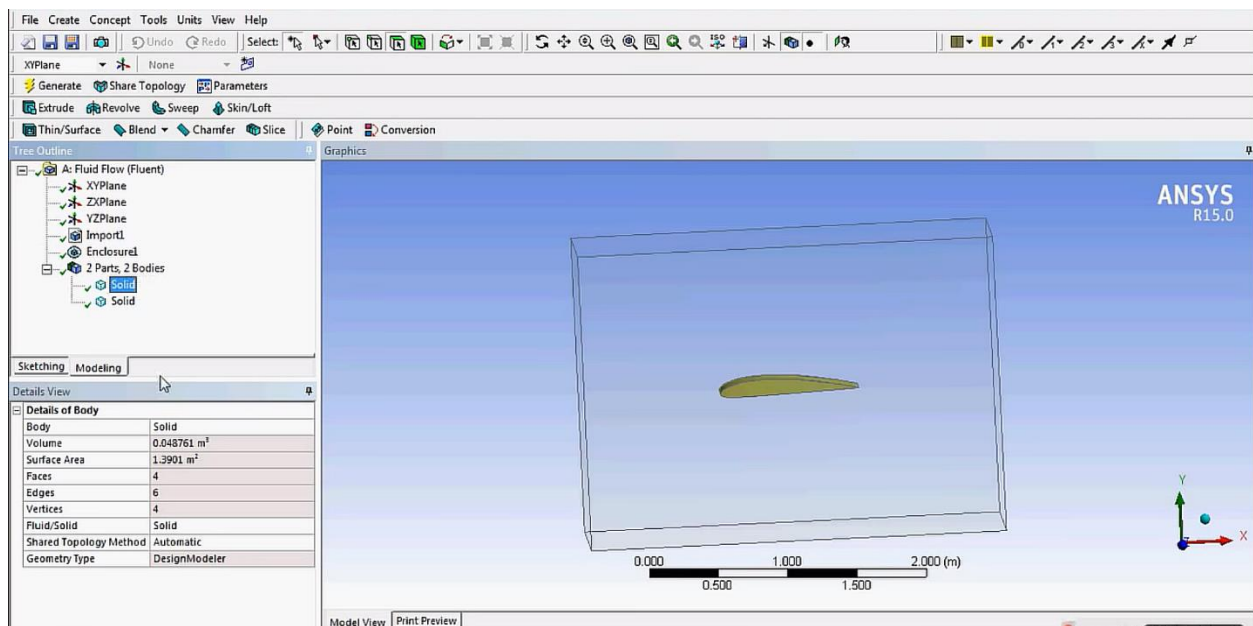 File Create Concept Tools Units View Help
Undo Redo Select:
XYPlane None
Generate Share Topology Parameters
Extrude Revolve Sweep Skin/Loft
Thin/Surface Blend Chamfer Slice Point Conversion
Tree Outline
A: Fluid Flow (Fluent)
XYPlane
ZXPlane
YZPlane
Import1
Enclosure1
2 Parts, 2 Bodies
Solid
Solid
Sketching Modeling
Details View
Details of Body
Body Solid
Volume 0.048761 m³
Surface Area 1.3901 m²
Faces 4
Edges 6
Vertices 4
Fluid/Solid Solid
Shared Topology Method Automatic
Geometry Type DesignModeler
Graphics
ANSYS
R15.0
Y
X
Z
0.000 1.000 2.000 (m)
0.500 1.500
Model View Print Preview